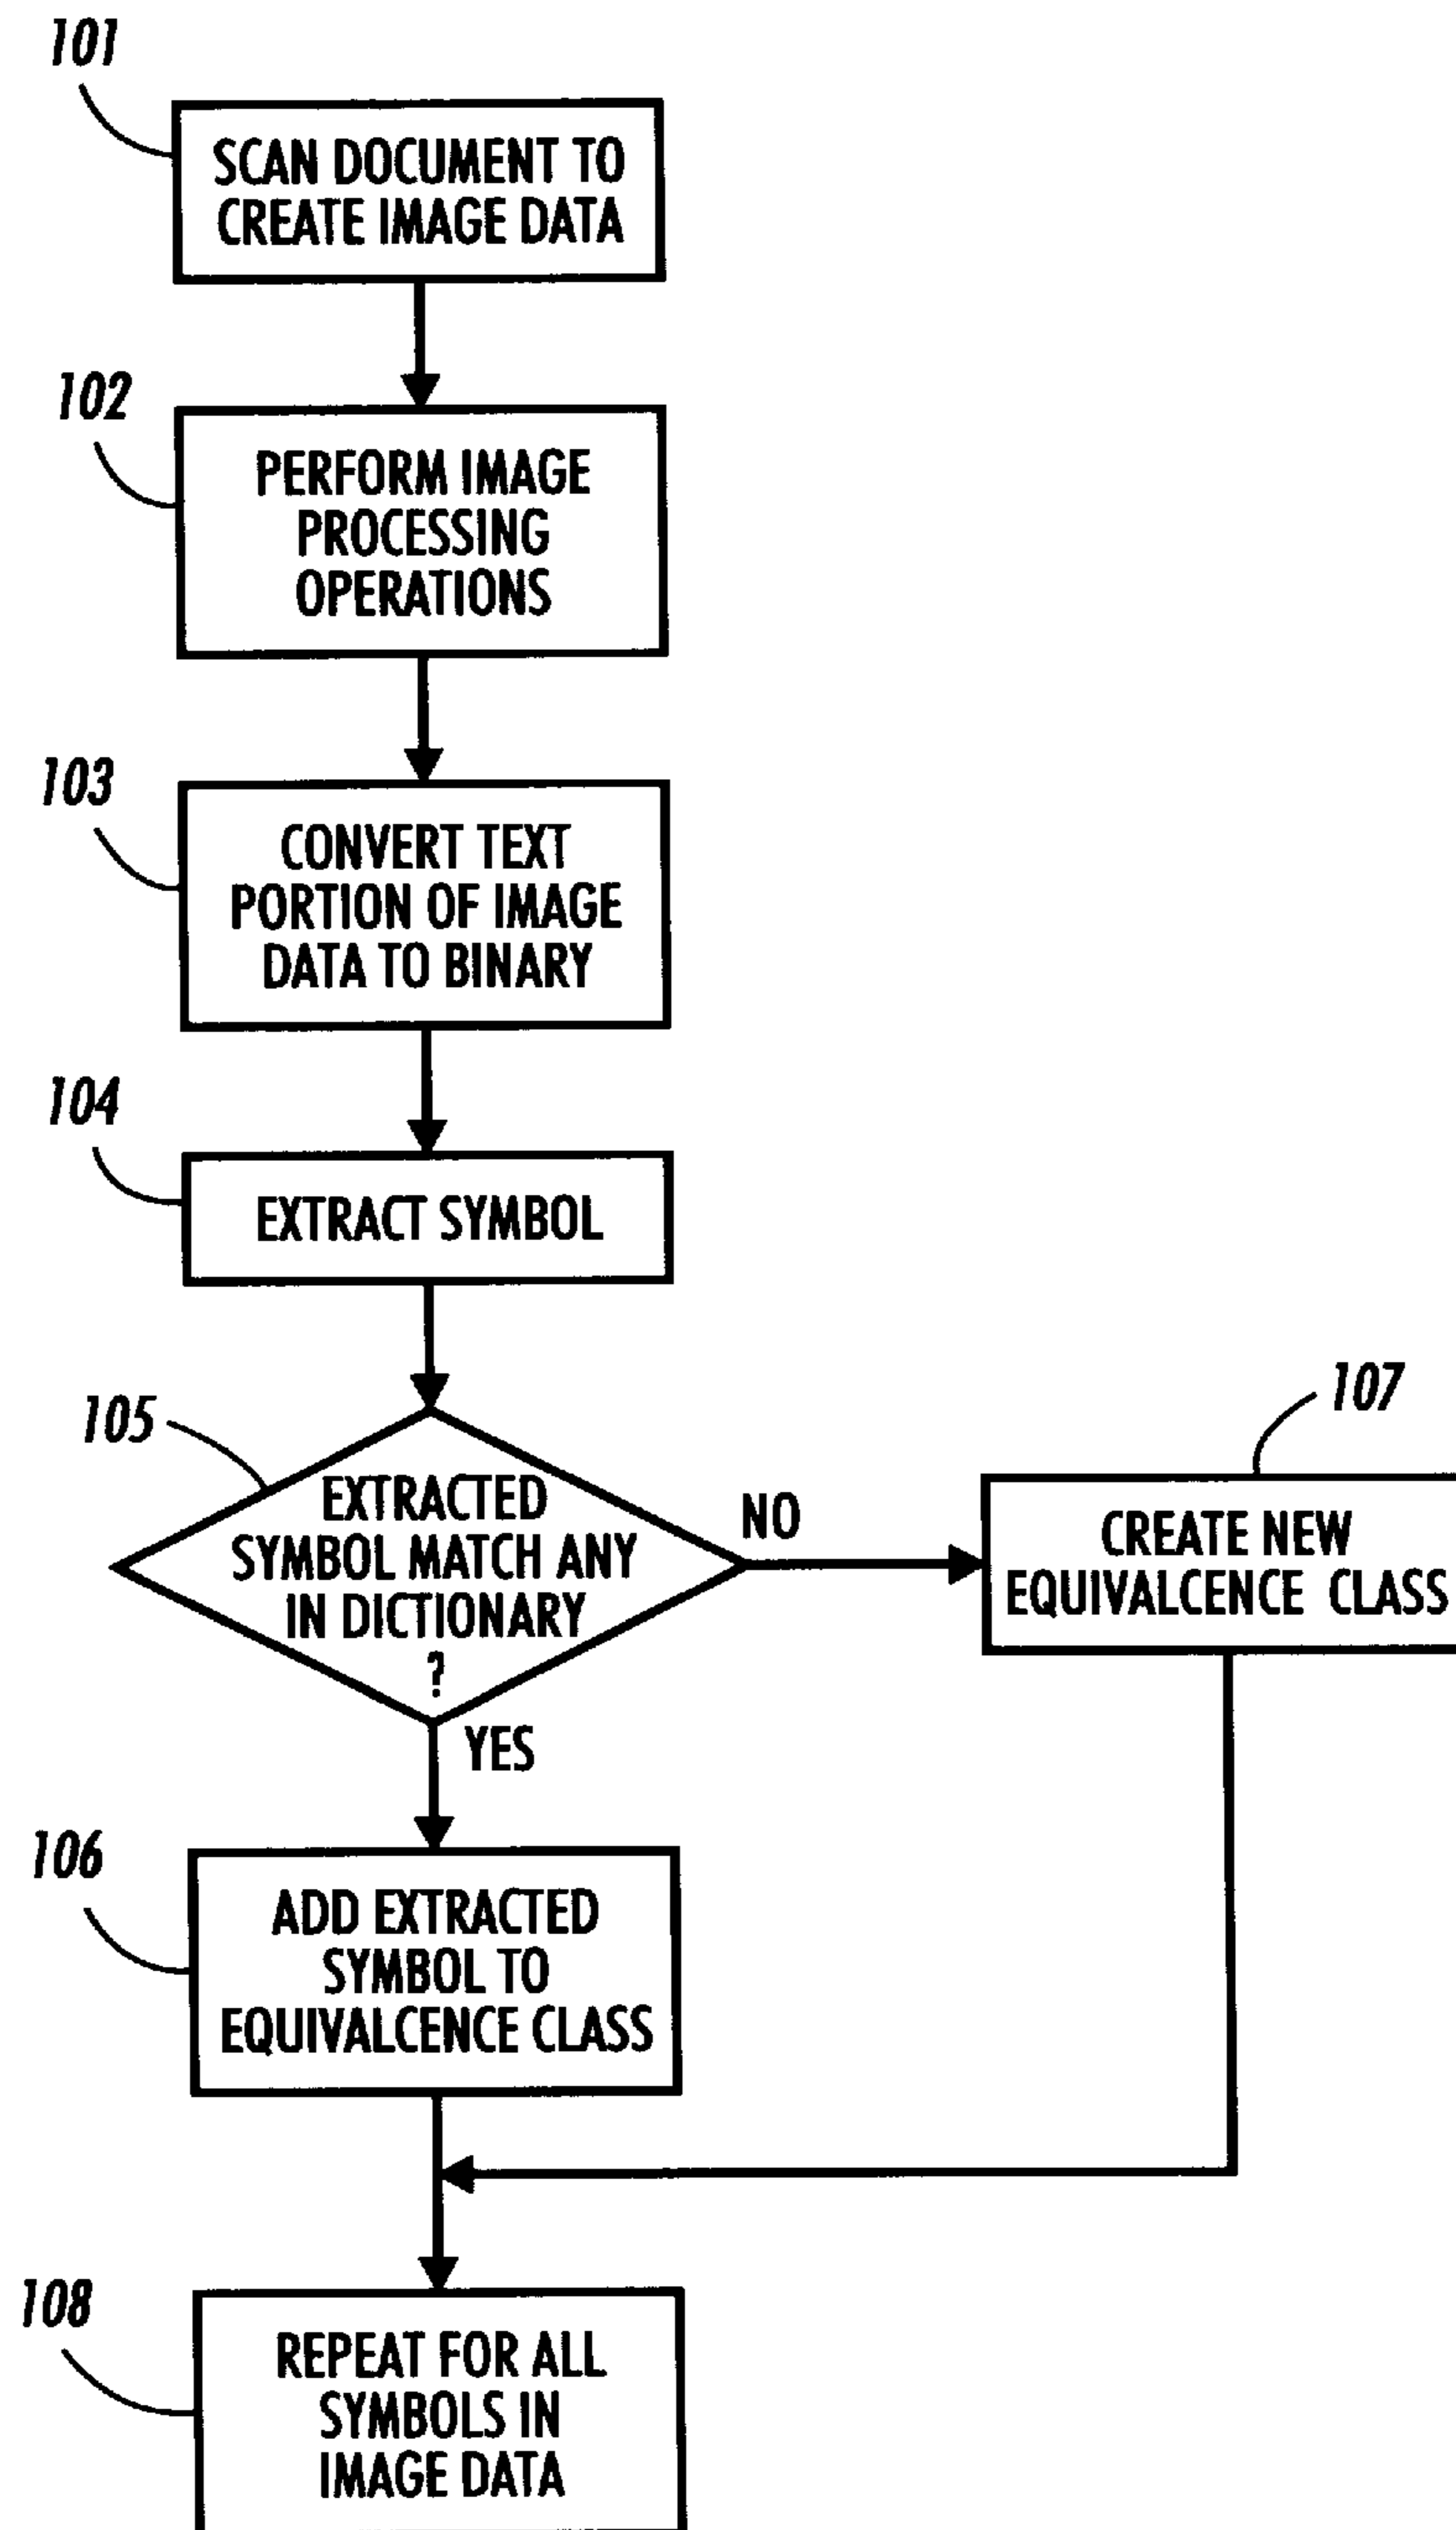 101
SCAN DOCUMENT TO
CREATE IMAGE DATA
102
PERFORM IMAGE
PROCESSING
OPERATIONS
103
CONVERT TEXT
PORTION OF IMAGE
DATA TO BINARY
104
EXTRACT SYMBOL
105
EXTRACTED
SYMBOL MATCH ANY
IN DICTIONARY
?
NO
107
CREATE NEW
EQUIVALCENCE CLASS
YES
106
ADD EXTRACTED
SYMBOL TO
EQUIVALCENCE CLASS
108
REPEAT FOR ALL
SYMBOLS IN
IMAGE DATA